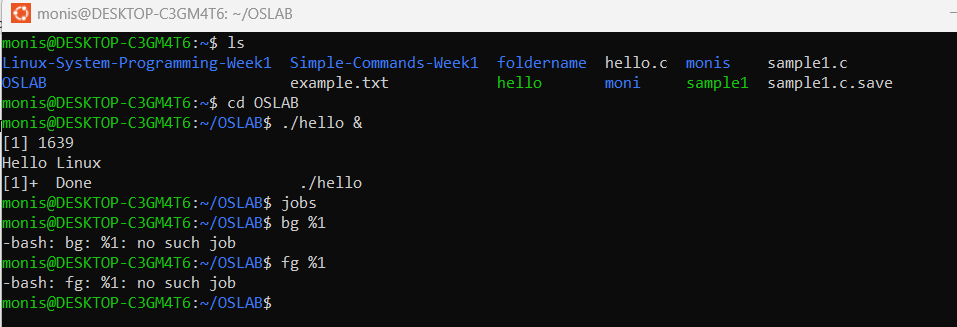 monis@DESKTOP-C3GM4T6: ~/OSLAB
monis@DESKTOP-C3GM4T6:~$ ls
Linux-System-Programming-Week1  Simple-Commands-Week1  foldername  hello.c  monis    sample1.c
OSLAB                           example.txt            hello       moni     sample1  sample1.c.save
monis@DESKTOP-C3GM4T6:~$ cd OSLAB
monis@DESKTOP-C3GM4T6:~/OSLAB$ ./hello &
[1] 1639
Hello Linux
[1]+  Done                    ./hello
monis@DESKTOP-C3GM4T6:~/OSLAB$ jobs
monis@DESKTOP-C3GM4T6:~/OSLAB$ bg %1
-bash: bg: %1: no such job
monis@DESKTOP-C3GM4T6:~/OSLAB$ fg %1
-bash: fg: %1: no such job
monis@DESKTOP-C3GM4T6:~/OSLAB$